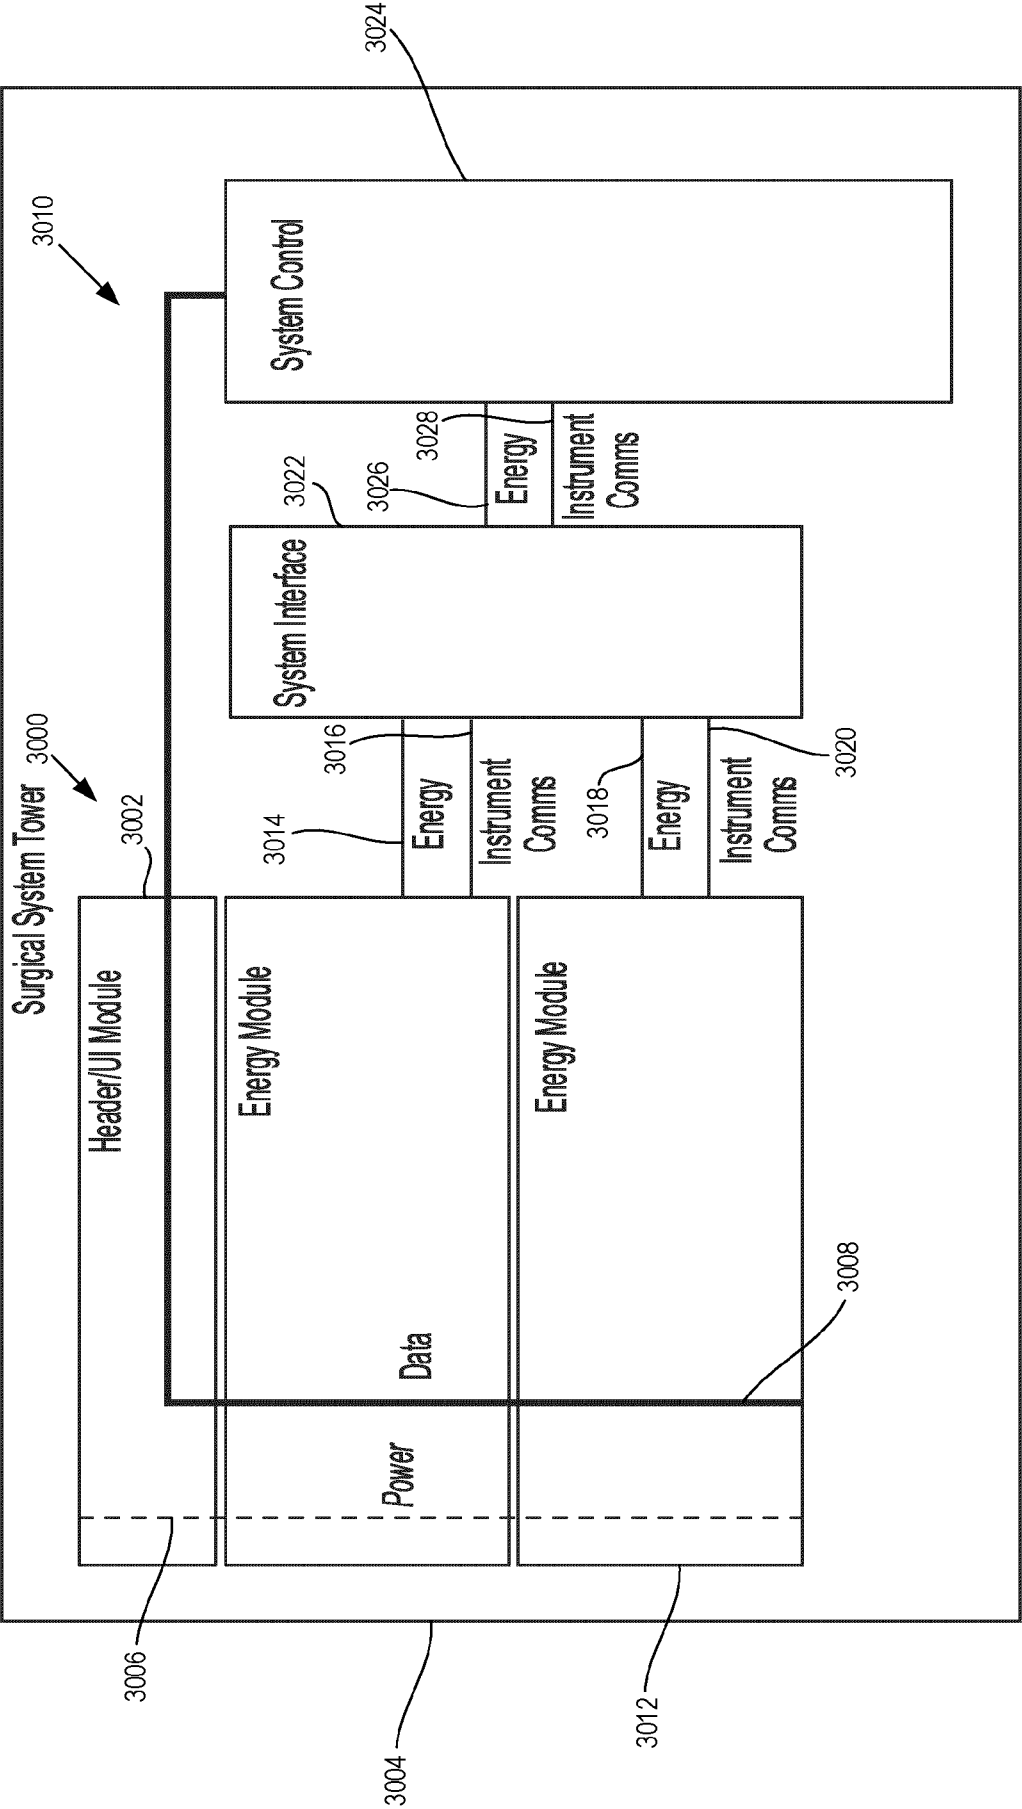 Surgical System Tower
3000
3010
3002
Header/UI Module
Energy Module
Energy Module
Power
Data
3014
Energy
3016
Instrument
Comms
3018
Energy
Instrument
Comms
3020
System Interface
3022
3026
3028
Energy
Instrument
Comms
System Control
3024
3006
3004
3012
3008